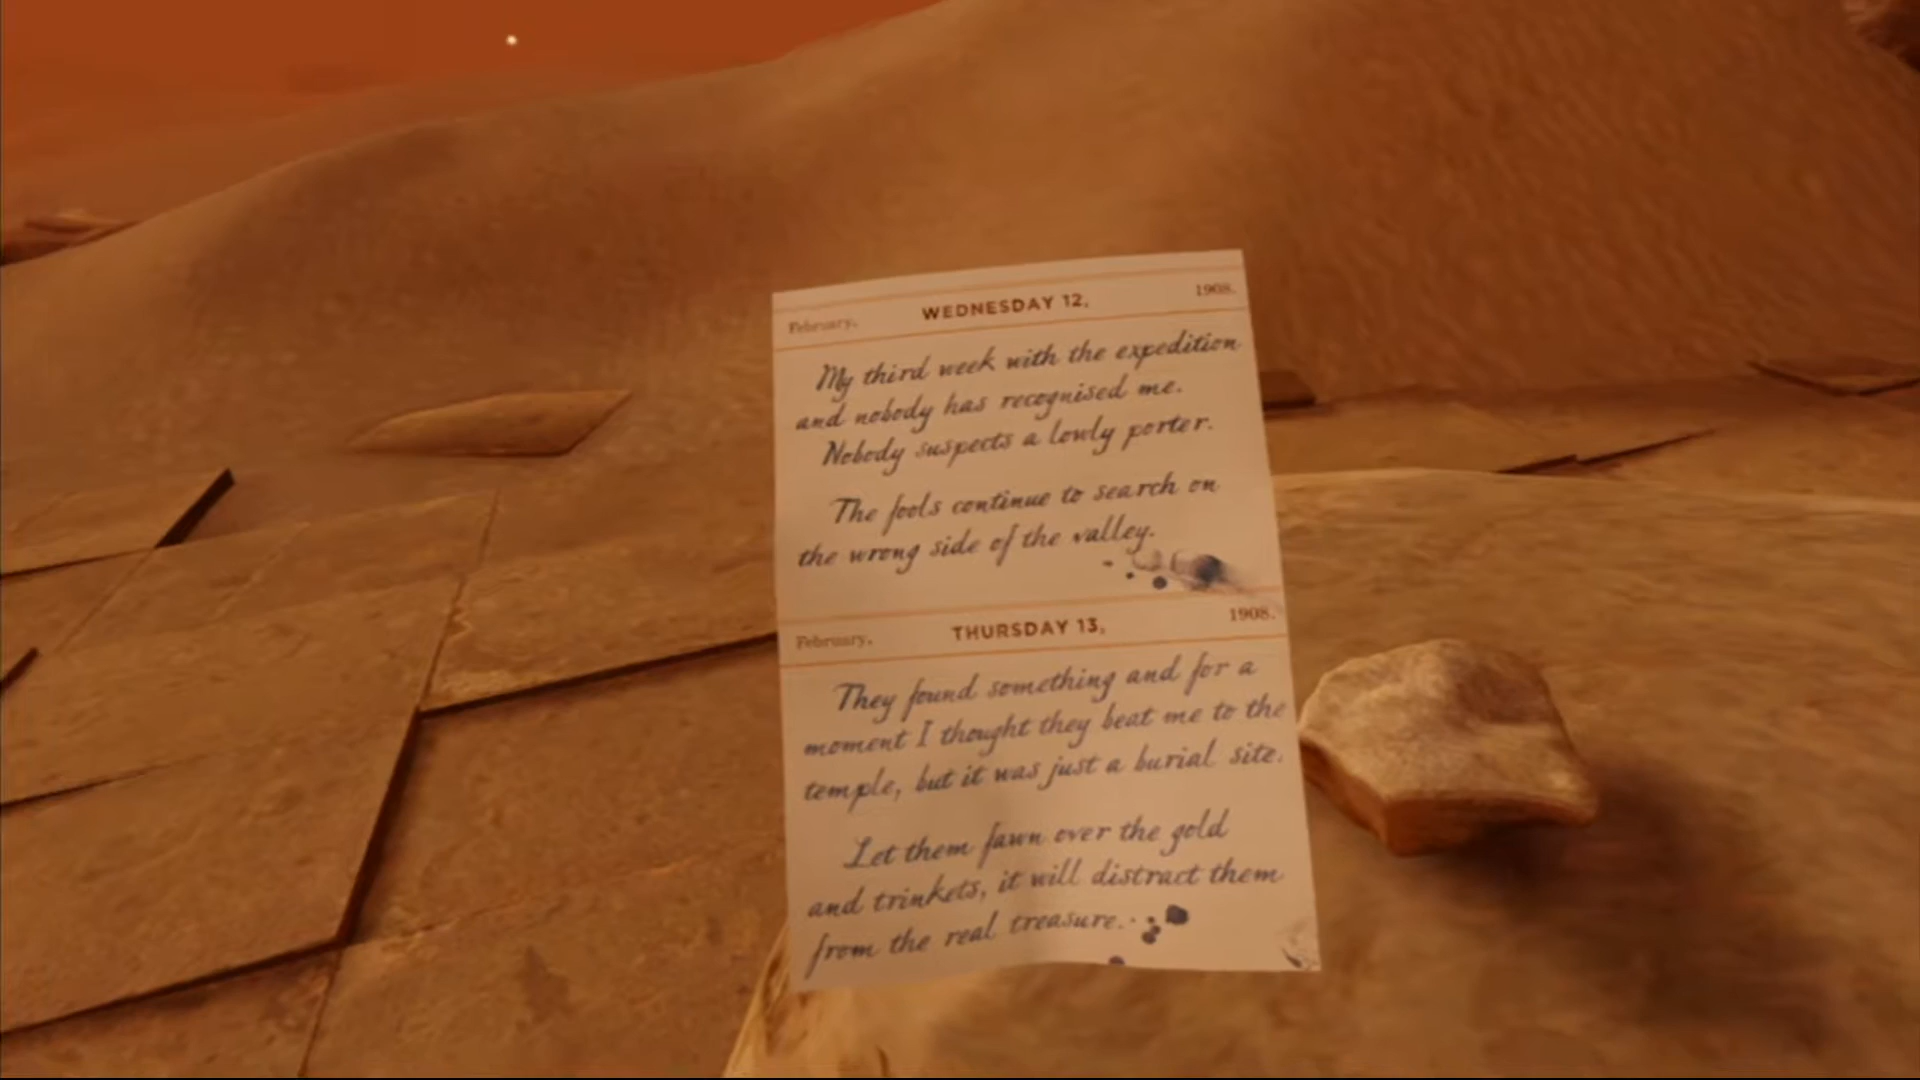 February, WEDNESDAY 12, 1908.
My third week with the expedition
and nobody has recognised me.
Nobody suspects a lowly porter.
The fools continue to search on
the wrong side of the valley.
February, THURSDAY 13, 1908.
They found something and for a
moment I thought they beat me to the
temple, but it was just a burial site.
Let them fawn over the gold
and trinkets, it will distract them
from the real treasure.